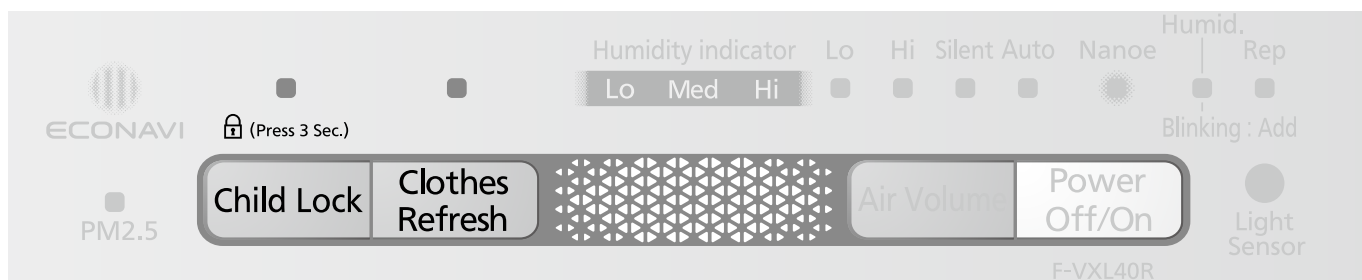 Humid.
Humidity indicator Lo Hi Silent Auto Nanoe Rep
Lo Med Hi
ECONAVI
(Press 3 Sec.)
Blinking : Add
Child Lock
Clothes
Refresh
Air Volume
Power
Off/On
PM2.5
Light
Sensor
F-VXL40R